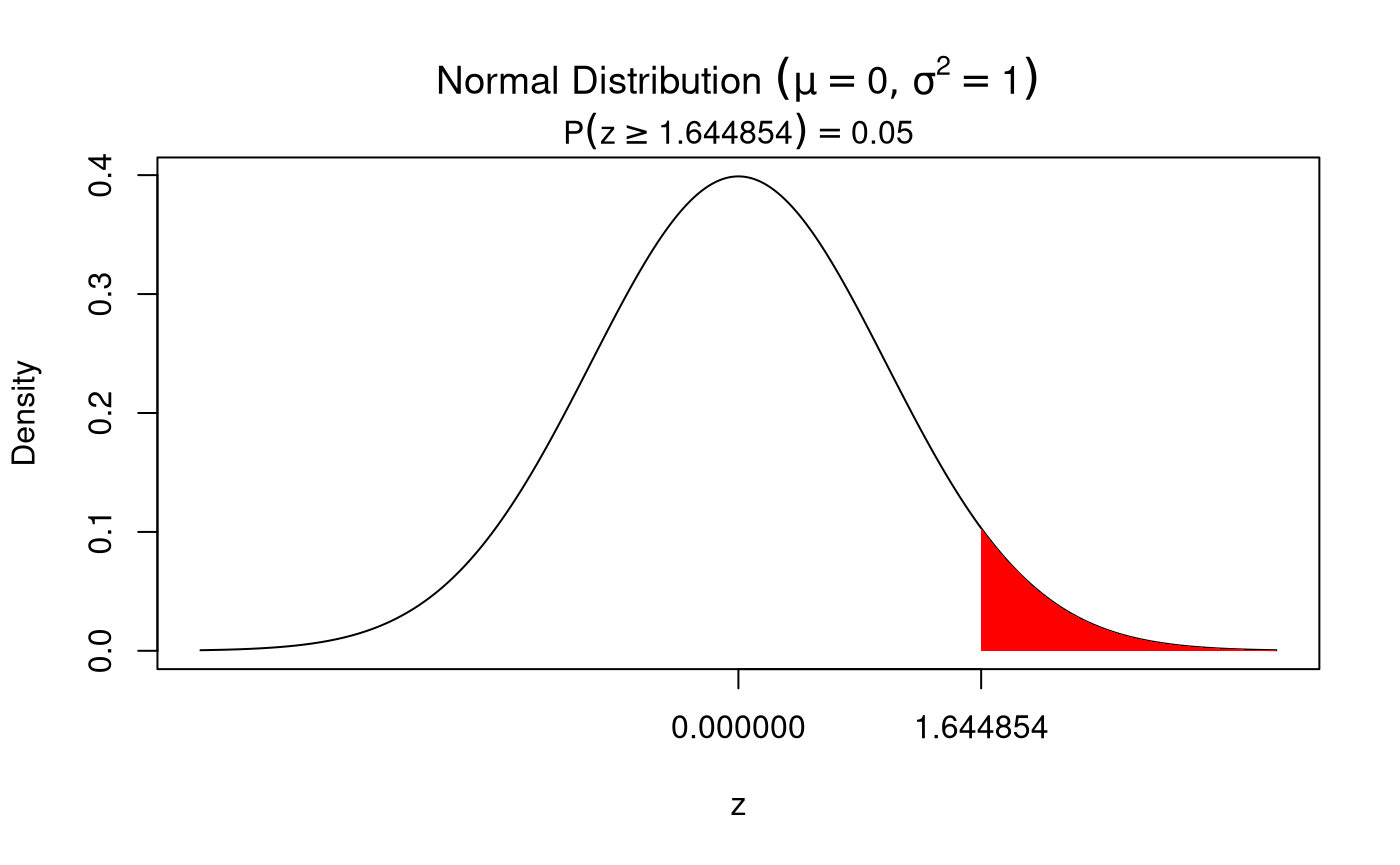 Normal Distribution (μ = 0, σ² = 1)
P(z ≥ 1.644854) = 0.05
0.4
0.3
0.2
0.1
0.0
Density
0.000000 1.644854
z